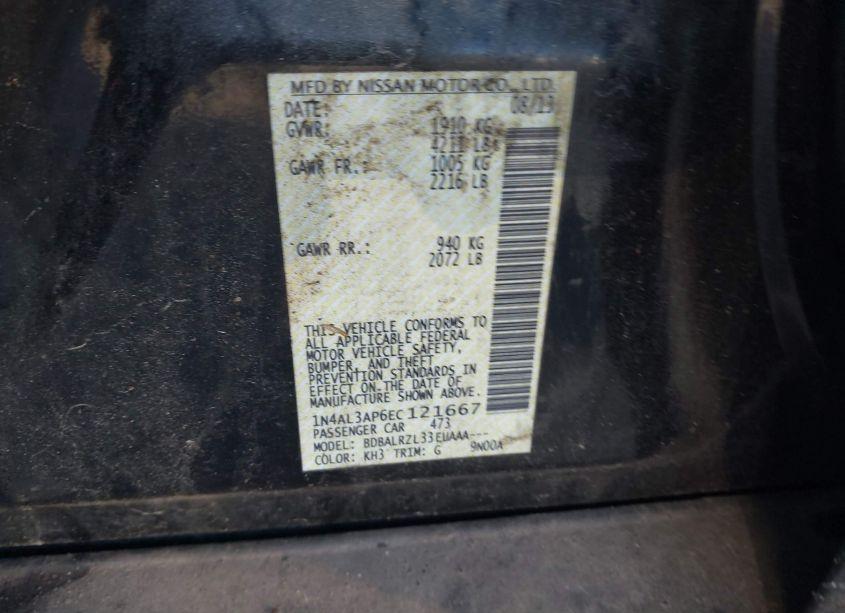 MFD BY NISSAN MOTOR CO., LTD.
DATE: 08/13
GVWR: 1910 KG
4211 LB
GAWR FR.: 1005 KG
2216 LB
GAWR RR.: 940 KG
2072 LB
THIS VEHICLE CONFORMS TO
ALL APPLICABLE FEDERAL
MOTOR VEHICLE SAFETY,
BUMPER, AND THEFT
PREVENTION STANDARDS IN
EFFECT ON THE DATE OF
MANUFACTURE SHOWN ABOVE.
1N4AL3AP6EC121667
PASSENGER CAR 473
MODEL: BDBALRZL33EUAAA---
COLOR: KH3 TRIM: G 9N00A